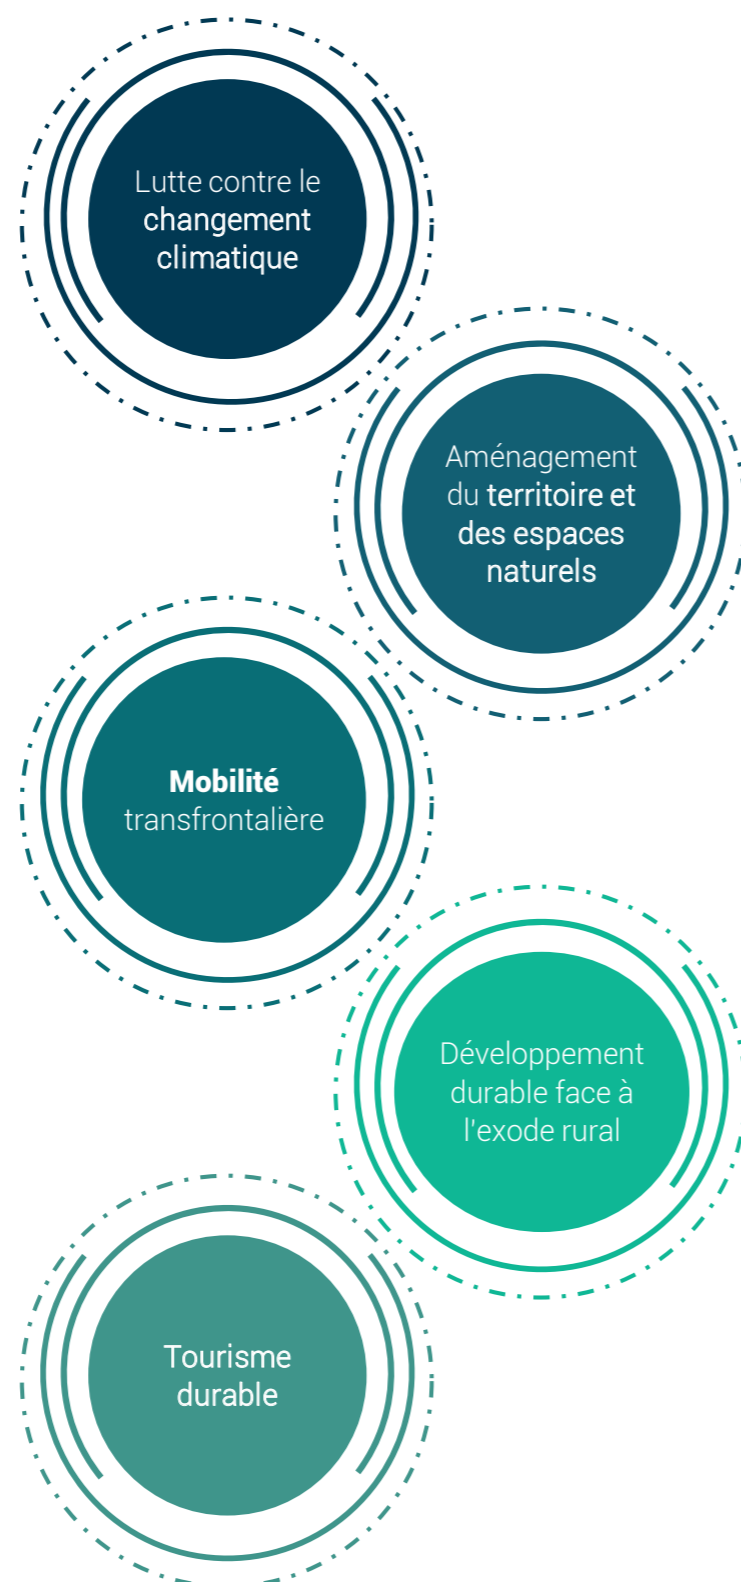 Lutte contre le
changement
climatique
Aménagement
du territoire et
des espaces
naturels
Mobilité
transfrontalière
Développement
durable face à
l'exode rural
Tourisme
durable